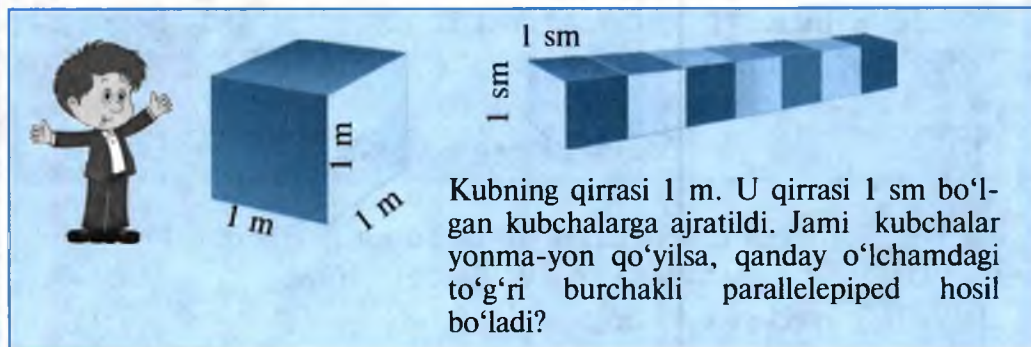 1 m
1 m
1 m
1 sm
1 sm
Kubning qirrasi 1 m. U qirrasi 1 sm bo‘l-
gan kubchalarga ajratildi. Jami kubchalar
yonma-yon qo‘yilsa, qanday o‘lchamdagi
to‘g‘ri burchakli parallelepiped hosil
bo‘ladi?